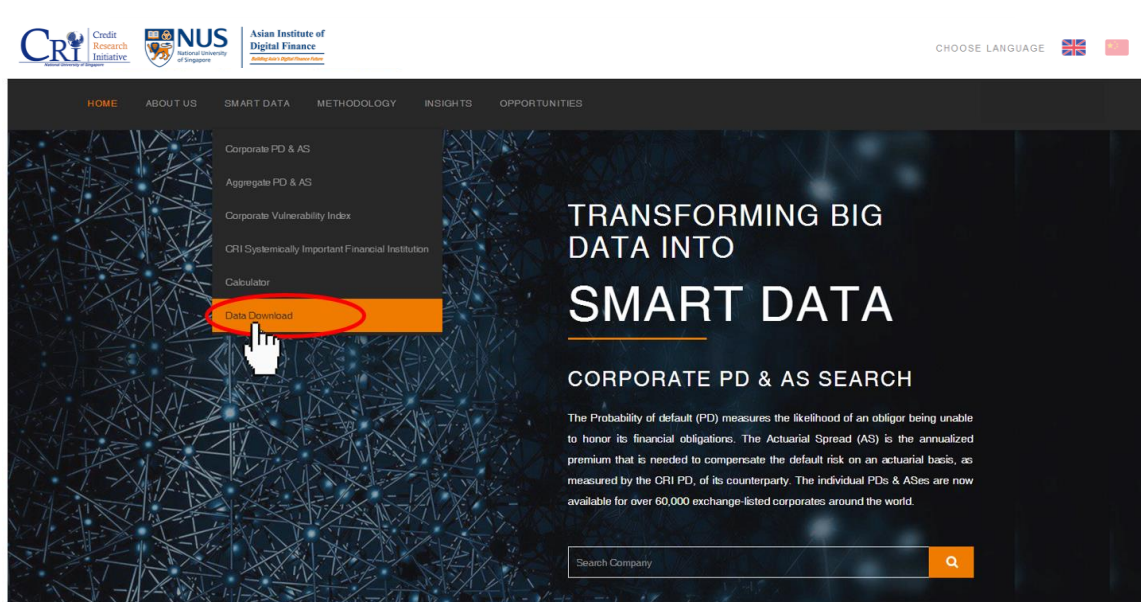 CRI Credit
Research
Initiative
National University of Singapore
NUS
National University
of Singapore
Asian Institute of
Digital Finance
Building Asia's Digital Finance Future
CHOOSE LANGUAGE
HOME ABOUT US SMART DATA METHODOLOGY INSIGHTS OPPORTUNITIES
Corporate PD & AS
Aggregate PD & AS
Corporate Vulnerability Index
CRI Systemically Important Financial Institution
Calculator
Data Download
TRANSFORMING BIG
DATA INTO
SMART DATA
CORPORATE PD & AS SEARCH
The Probability of default (PD) measures the likelihood of an obligor being unable
to honor its financial obligations. The Actuarial Spread (AS) is the annualized
premium that is needed to compensate the default risk on an actuarial basis, as
measured by the CRI PD, of its counterparty. The individual PDs & ASes are now
available for over 60,000 exchange-listed corporates around the world.
Search Company